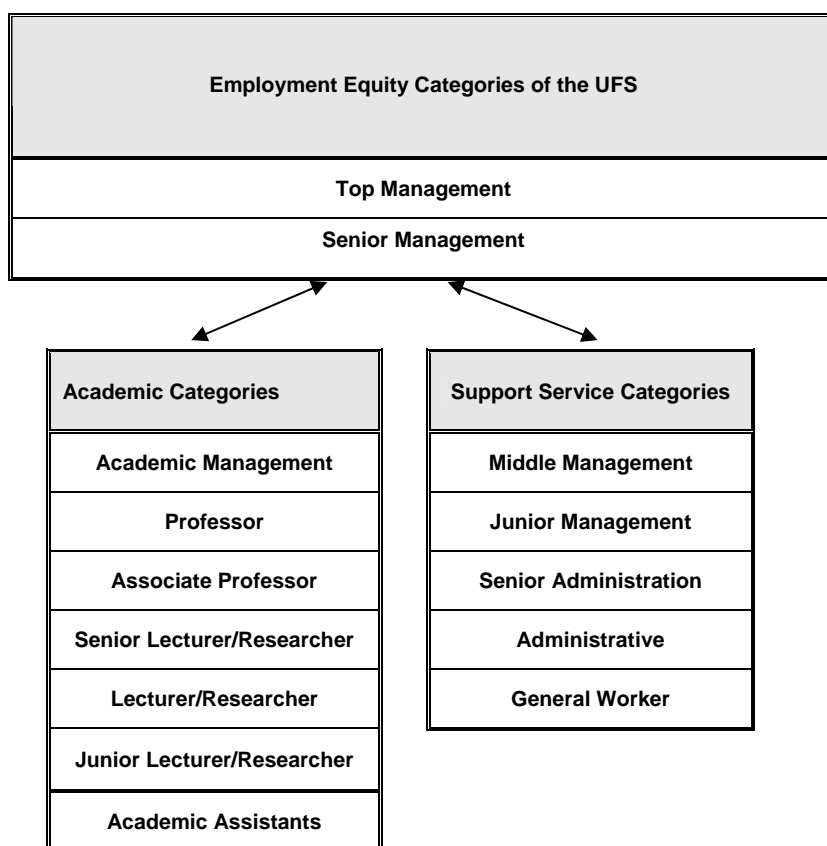 Employment Equity Categories of the UFS
Top Management
Senior Management
Academic Categories
Academic Management
Professor
Associate Professor
Senior Lecturer/Researcher
Lecturer/Researcher
Junior Lecturer/Researcher
Academic Assistants
Support Service Categories
Middle Management
Junior Management
Senior Administration
Administrative
General Worker